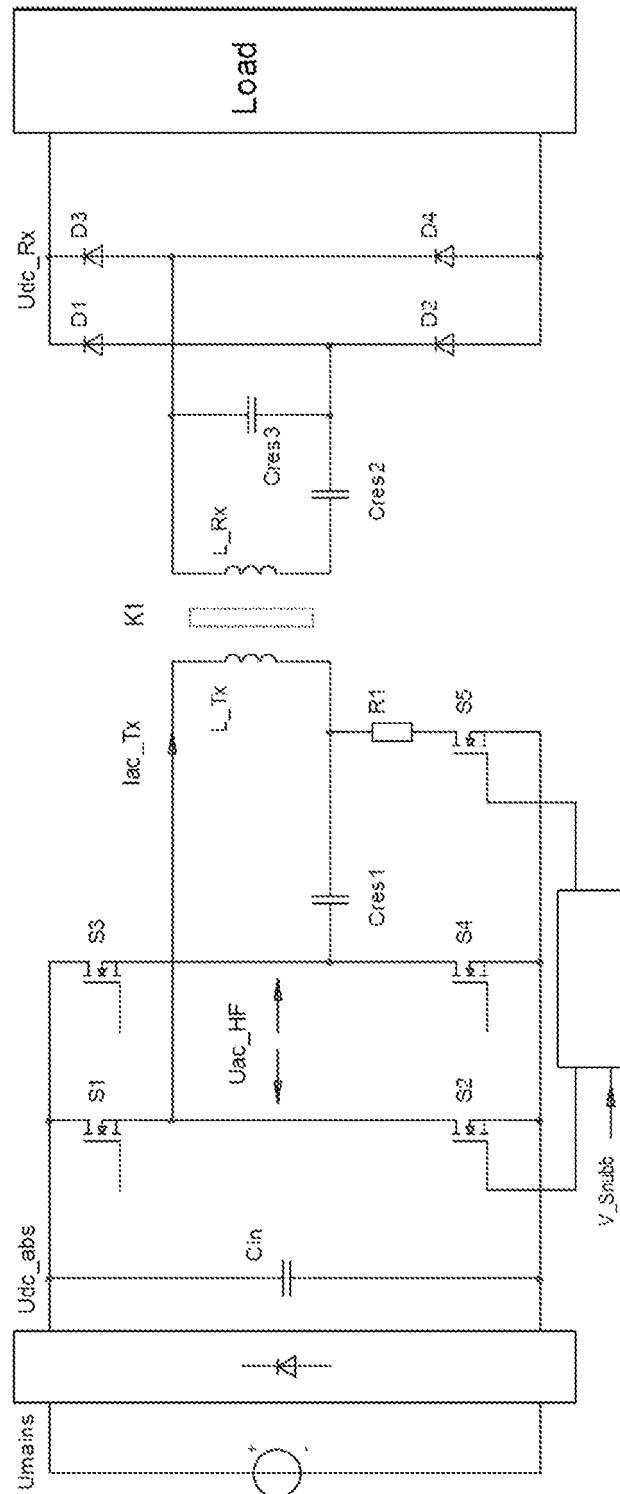 Umains
Udc_abs
Cin
S1
S2
Uac_HF
S3
S4
V_Snubb
Cres1
Iac_Tx
L_Tx
R1
S5
K1
L_Rx
Cres2
Cres3
Udc_Rx
D1
D3
D2
D4
Load
+
-